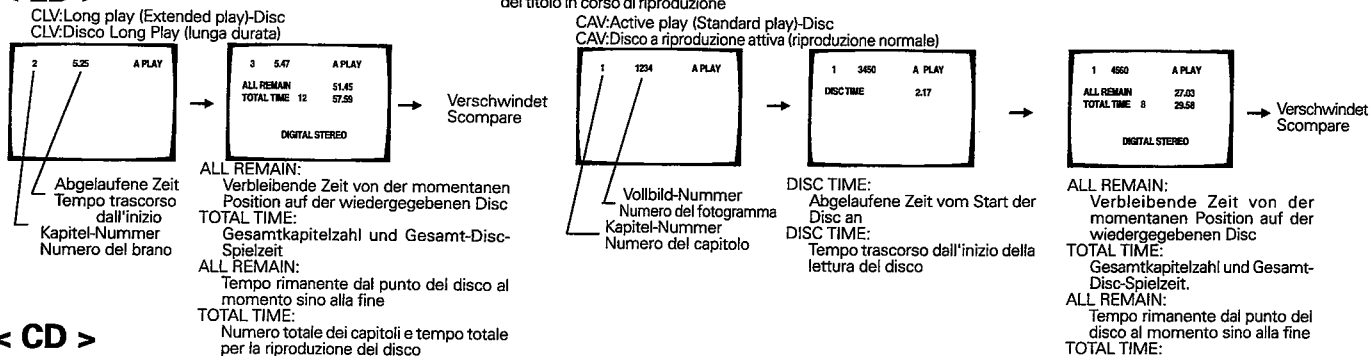 del titolo in corso di riproduzione
CLV:Long play (Extended play)-Disc
CLV:Disco Long Play (lunga durata)
2 5.25 A PLAY
Abgelaufene Zeit
Tempo trascorso
dall'inizio
Kapitel-Nummer
Numero del brano
3 5.47 A PLAY
ALL REMAIN 51.45
TOTAL TIME 12 57.59
DIGITAL STEREO
ALL REMAIN:
Verbleibende Zeit von der momentanen
Position auf der wiedergegebenen Disc
TOTAL TIME:
Gesamtkapitelzahl und Gesamt-Disc-
Spielzeit
ALL REMAIN:
Tempo rimanente dal punto del disco al
momento sino alla fine
TOTAL TIME:
Numero totale dei capitoli e tempo totale
per la riproduzione del disco
Verschwindet
Scompare
CAV:Active play (Standard play)-Disc
CAV:Disco a riproduzione attiva (riproduzione normale)
1 1234 A PLAY
Vollbild-Nummer
Numero del fotogramma
Kapitel-Nummer
Numero del capitolo
1 3450 A PLAY
DISC TIME 2.17
DISC TIME:
Abgelaufene Zeit vom Start der
Disc an
DISC TIME:
Tempo trascorso dall'inizio della
lettura del disco
1 4560 A PLAY
ALL REMAIN 27.03
TOTAL TIME 8 29.58
DIGITAL STEREO
ALL REMAIN:
Verbleibende Zeit von der
momentanen Position auf der
wiedergegebenen Disc
TOTAL TIME:
Gesamtkapitelzahl und Gesamt-
Disc-Spielzeit.
ALL REMAIN:
Tempo rimanente dal punto del
disco al momento sino alla fine
TOTAL TIME:
Verschwindet
Scompare
< CD >